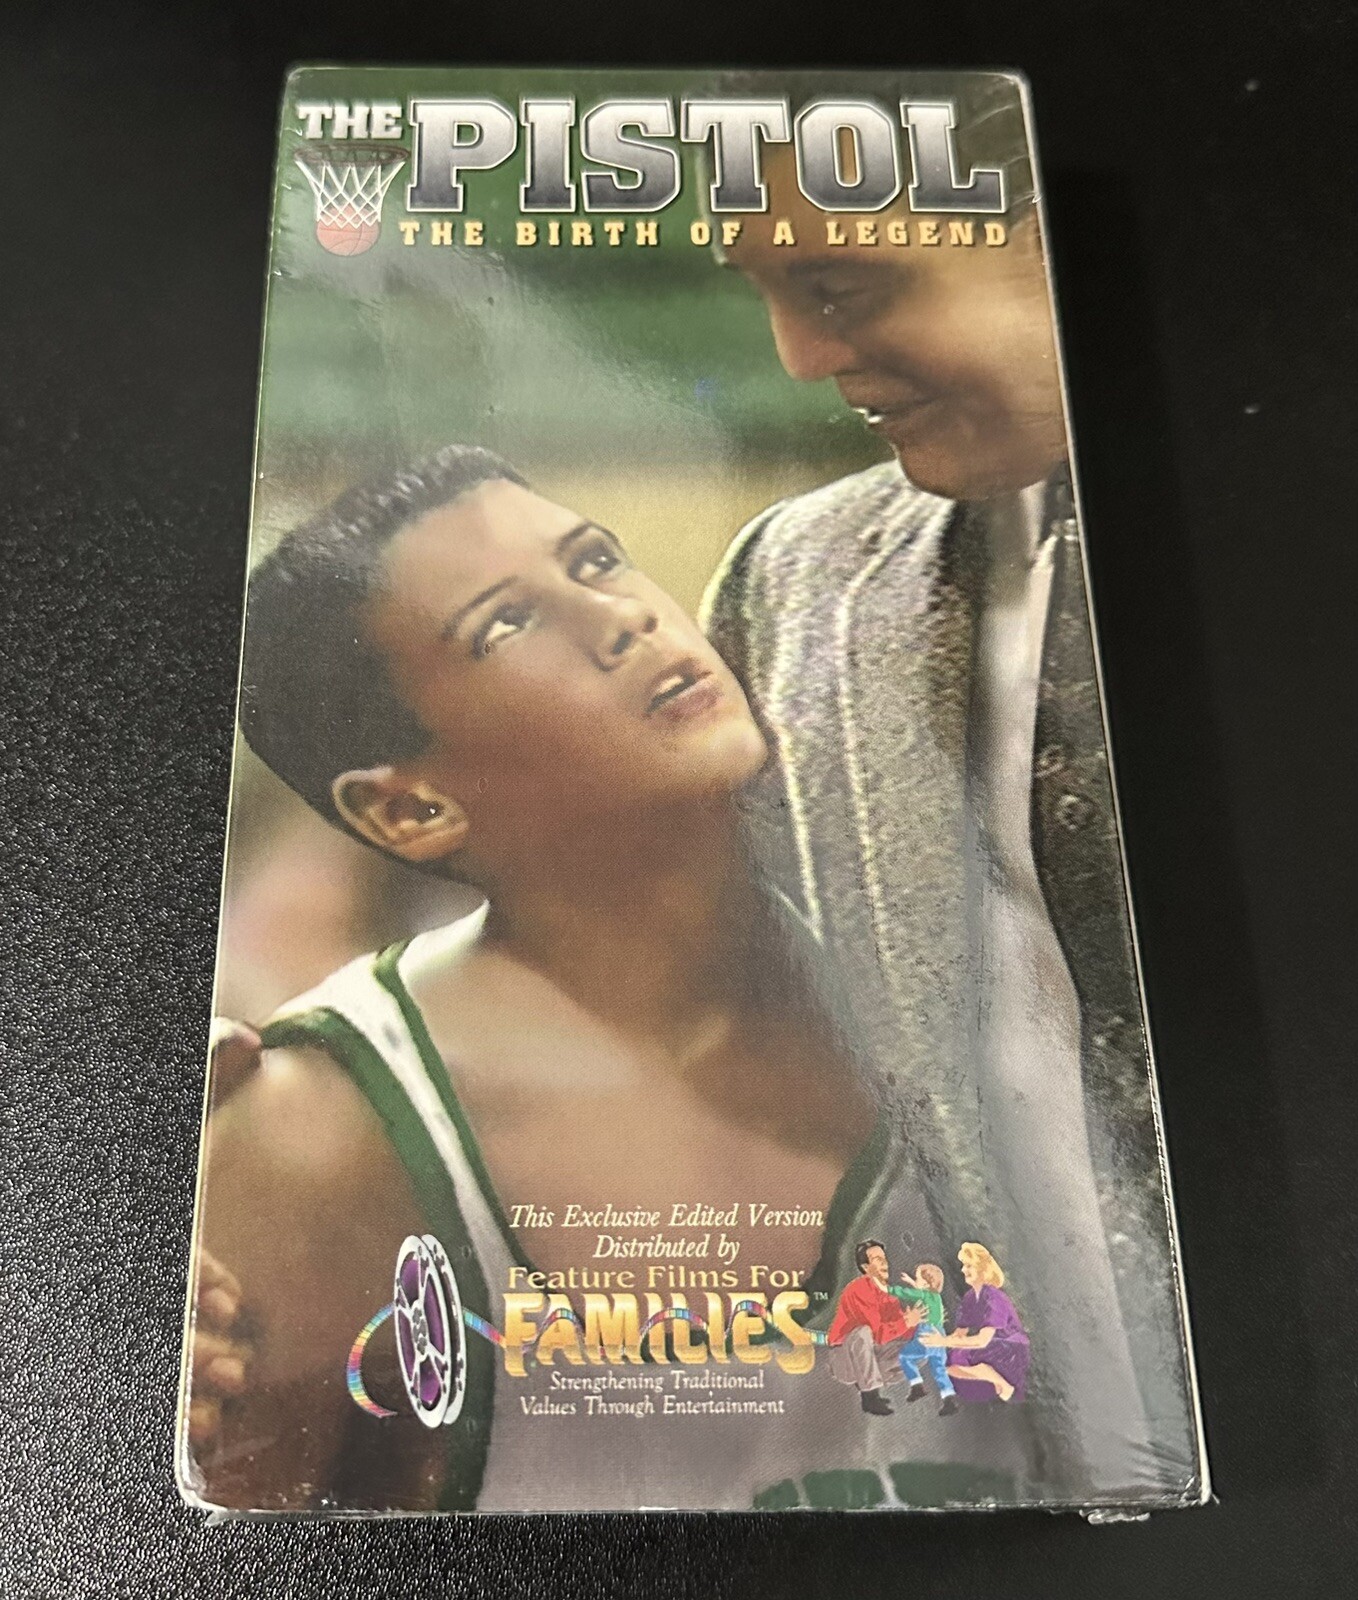 THE PISTOL
THE BIRTH OF A LEGEND
This Exclusive Edited Version
Distributed by
Feature Films For
FAMILIES™
Strengthening Traditional
Values Through Entertainment